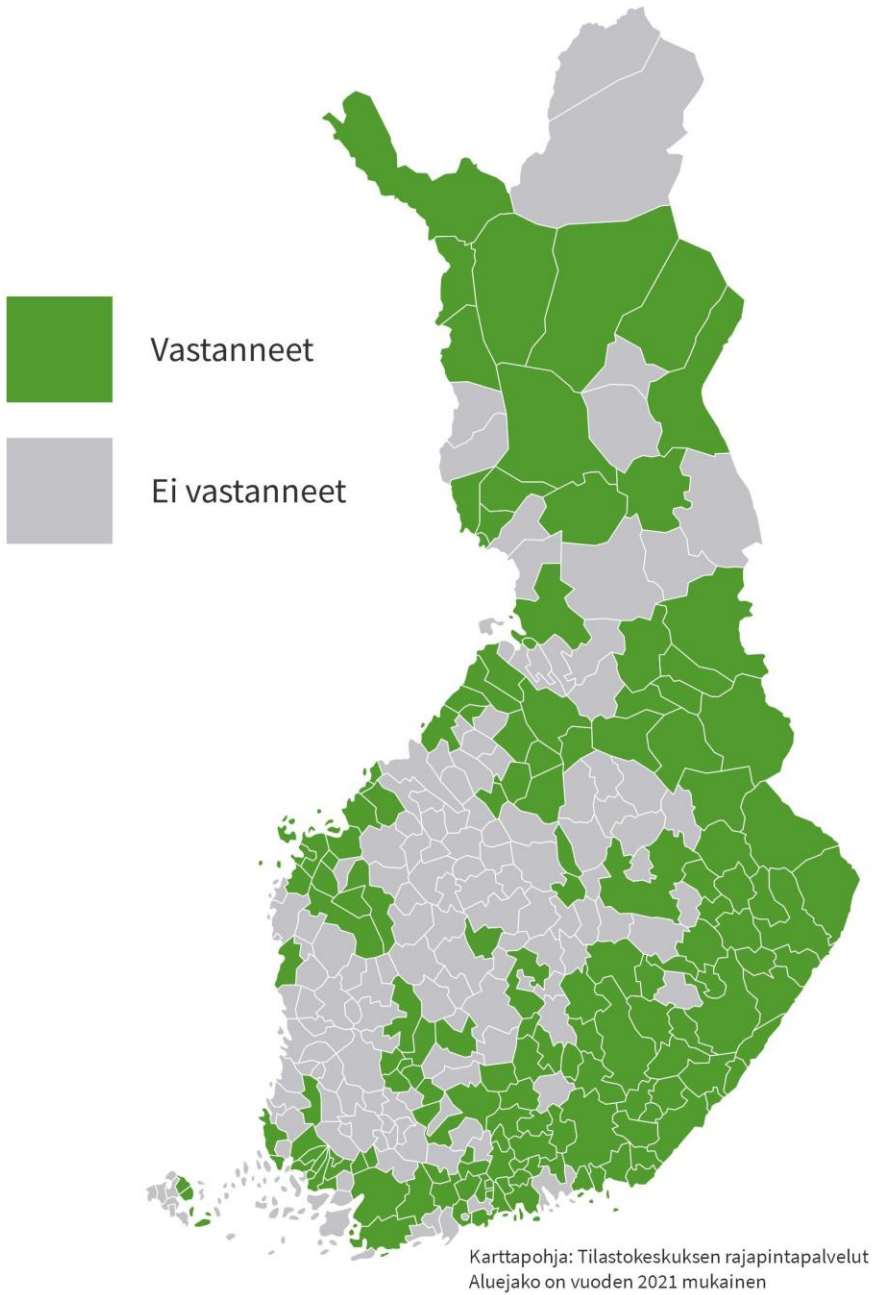 Vastanneet
Ei vastanneet
Karttapohja: Tilastokeskuksen rajapintapalvelut
Aluejako on vuoden 2021 mukainen